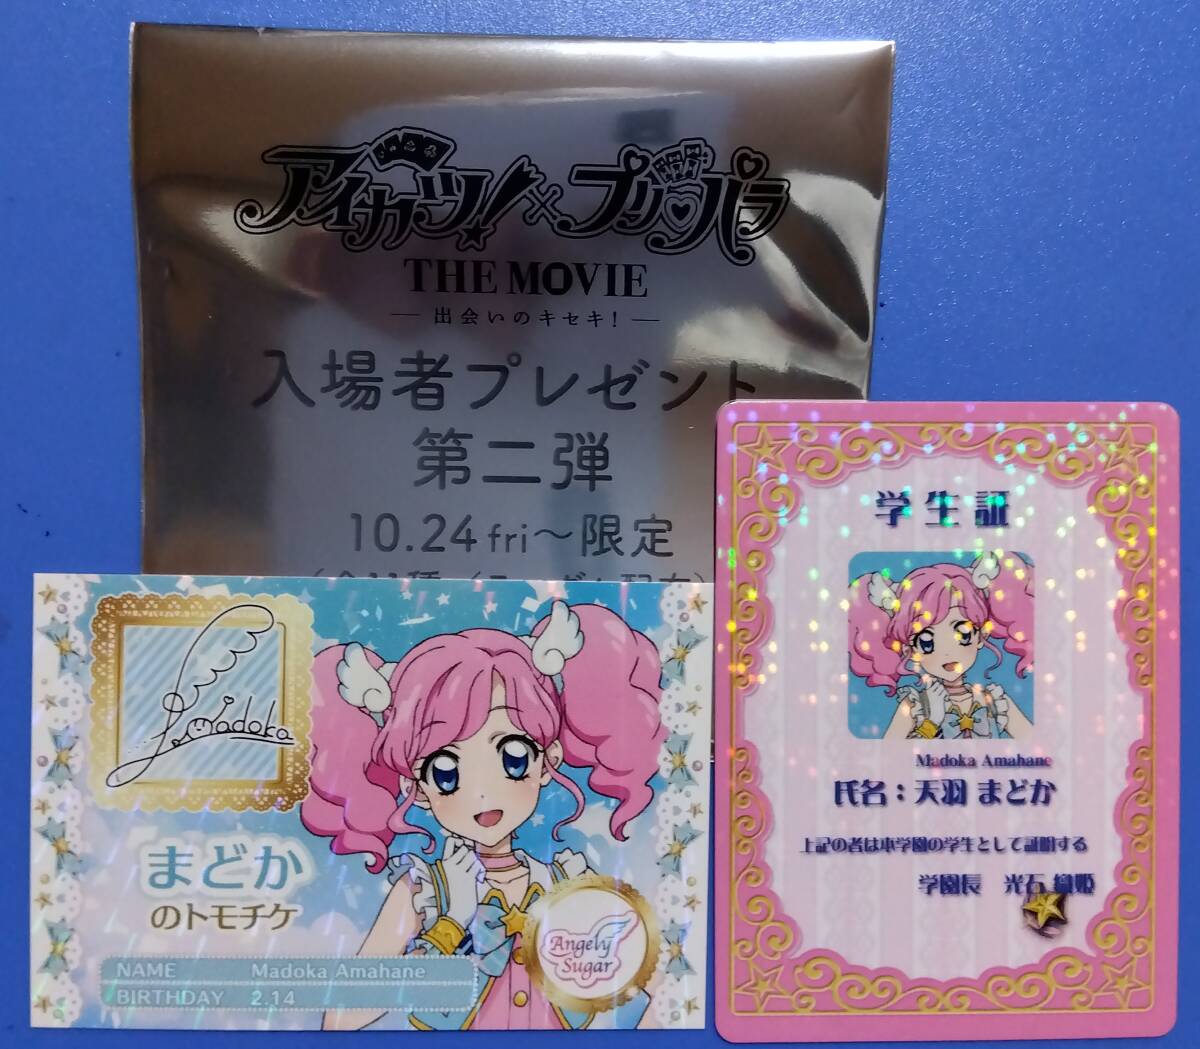 アイカツ!×プリパラ
THE MOVIE
— 出会いのキセキ! —
入場者プレゼント
第二弾
10.24 fri〜限定
Madoka
まどか
のトモチケ
NAME Madoka Amahane
BIRTHDAY 2.14
Angely
Sugar
学生証
Madoka Amahane
氏名：天羽 まどか
上記の者は本学園の学生として証明する
学園長 光石 織姫